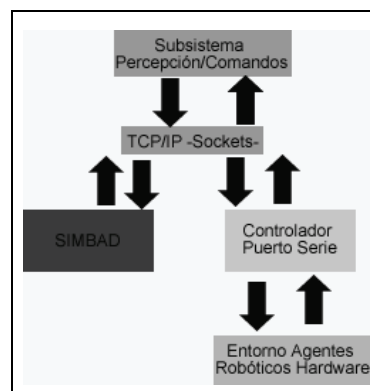 Subsistema
Percepción/Comandos
TCP/IP -Sockets-
SIMBAD
Controlador
Puerto Serie
Entorno Agentes
Robóticos Hardware